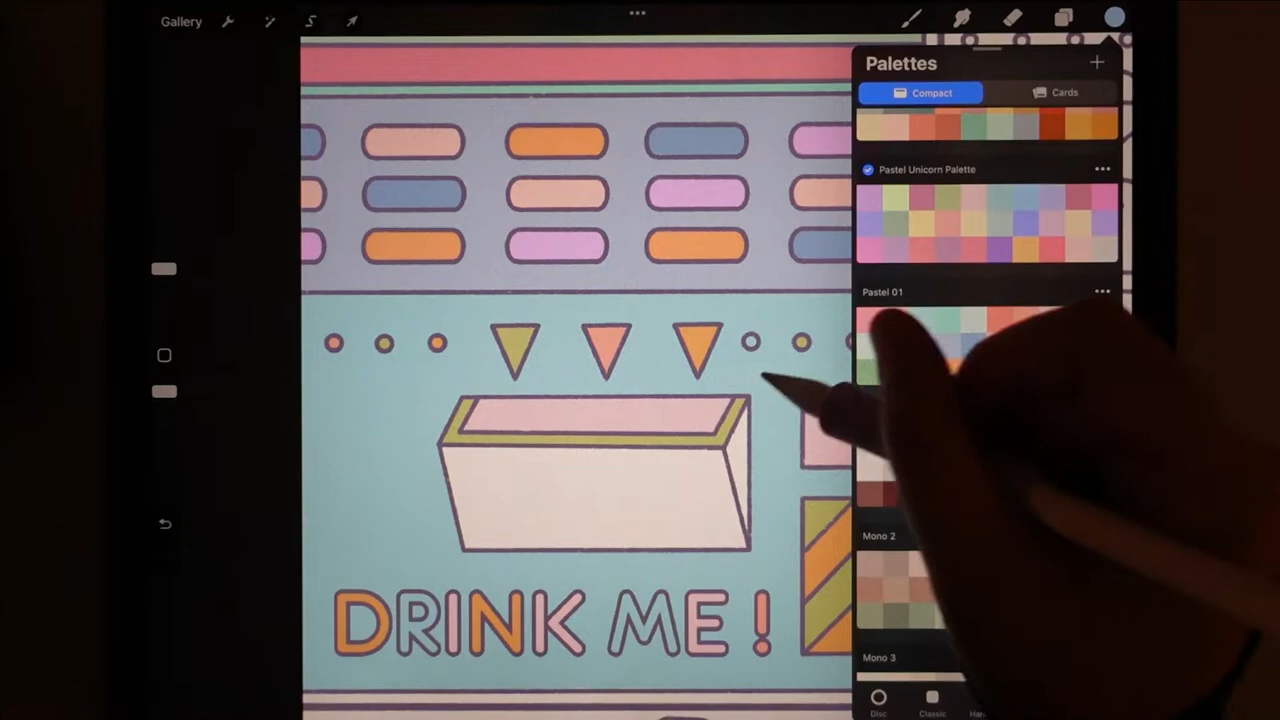 Gallery
Palettes
Compact
Cards
Pastel Unicorn Palette
Pastel 01
Mono 2
Mono 3
Disc
Classic
DRINK ME!